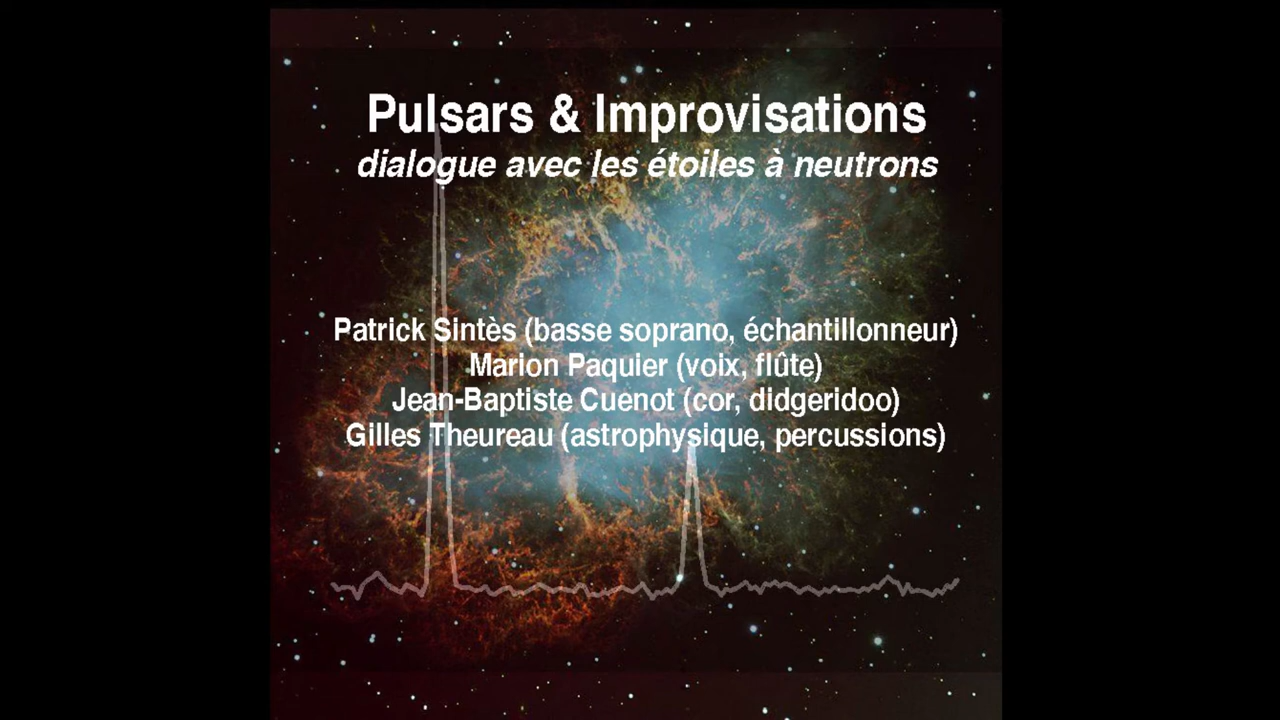 Pulsars & Improvisations
dialogue avec les étoiles à neutrons
Patrick Sintès (basse soprano, échantillonneur)
Marion Paquier (voix, flûte)
Jean-Baptiste Cuenot (cor, didgeridoo)
Gilles Theureau (astrophysique, percussions)